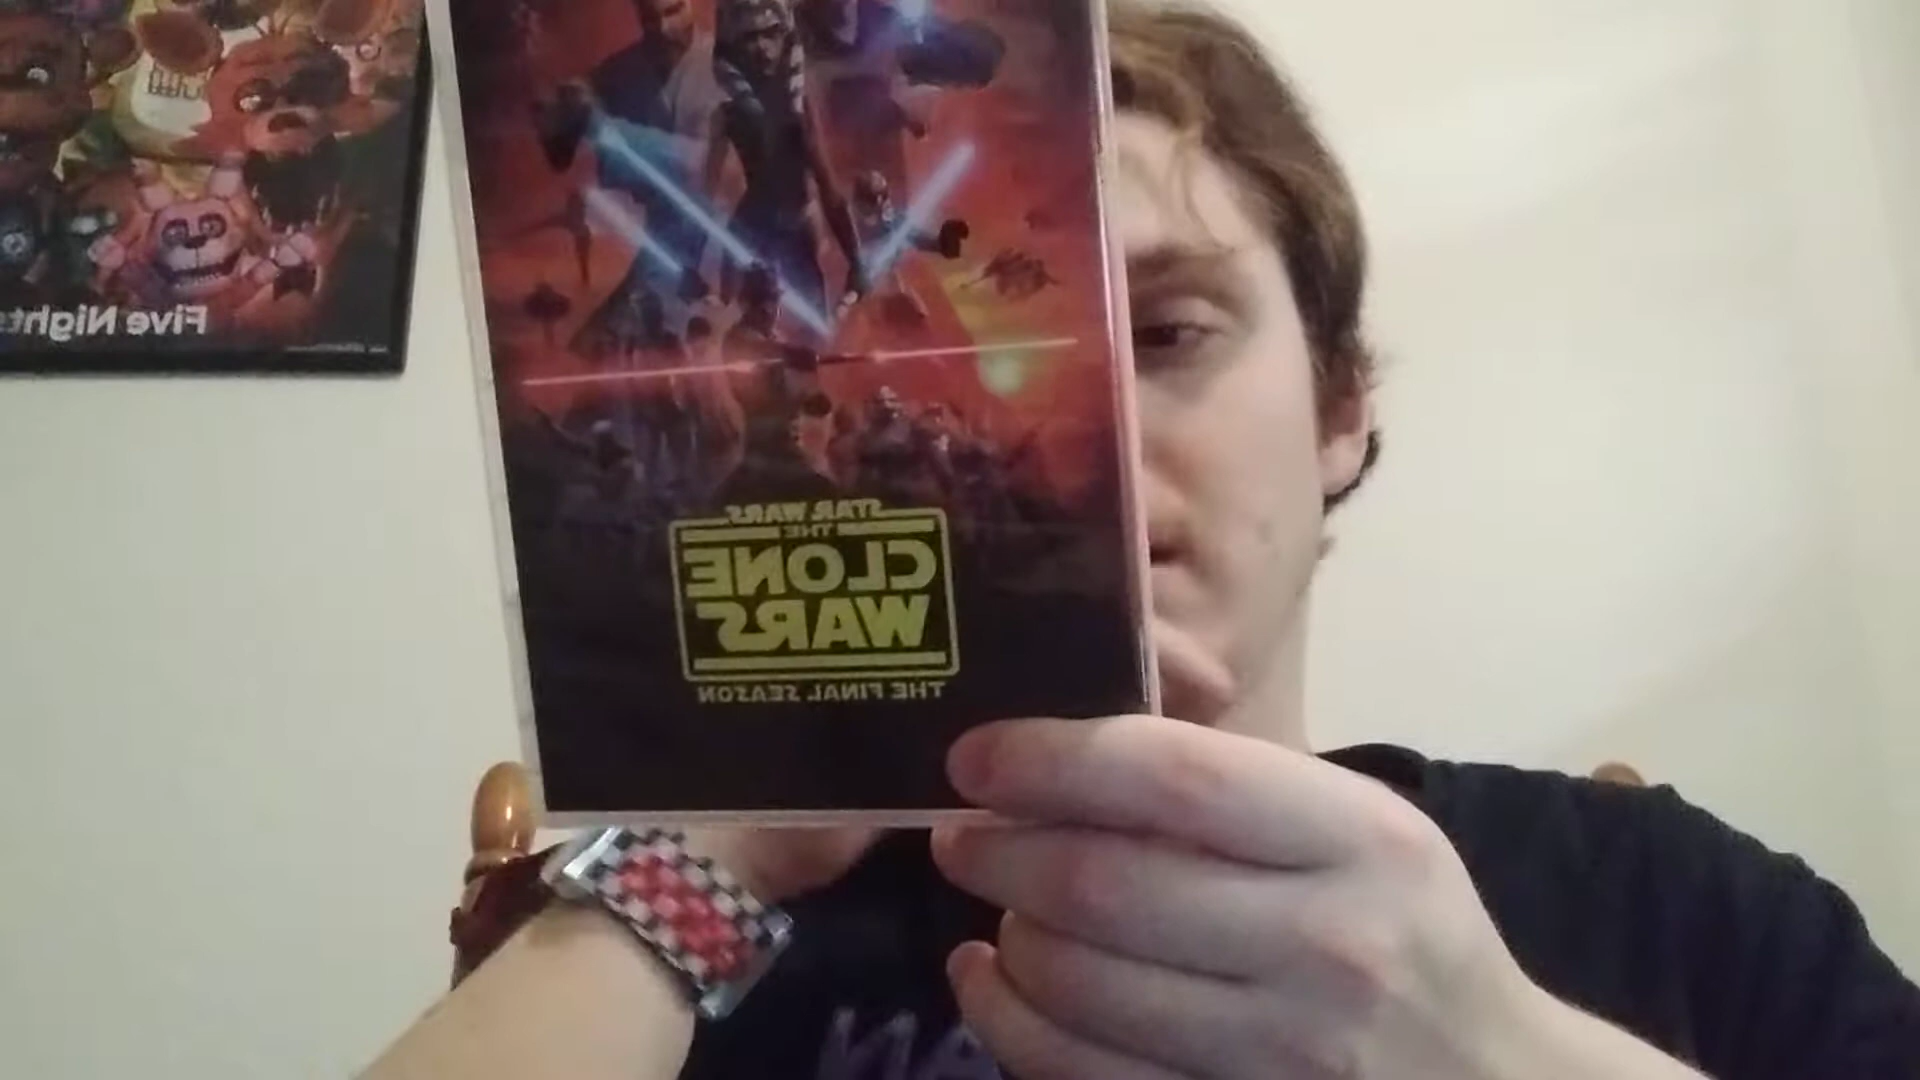 Five Nights
STAR WARS
THE
CLONE
WARS
THE FINAL SEASON